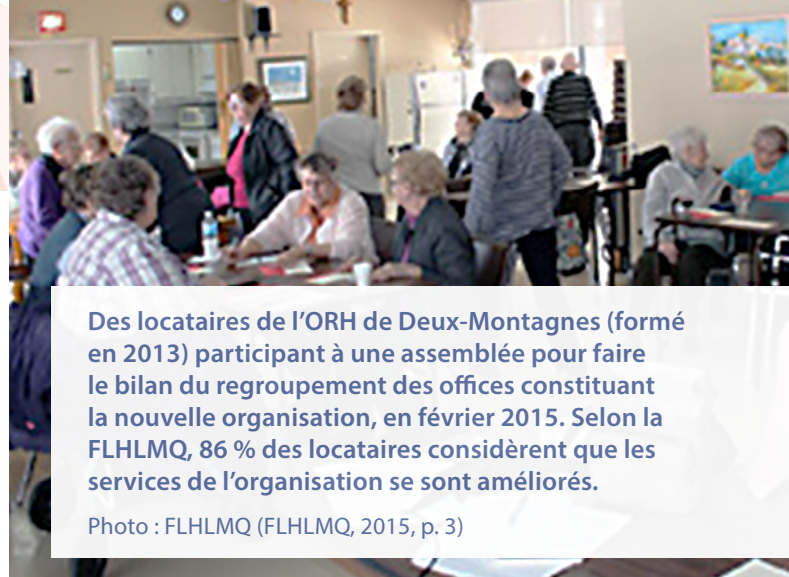 Des locataires de l’ORH de Deux-Montagnes (formé
en 2013) participant à une assemblée pour faire
le bilan du regroupement des offices constituant
la nouvelle organisation, en février 2015. Selon la
FLHLMQ, 86 % des locataires considèrent que les
services de l’organisation se sont améliorés.
Photo : FLHLMQ (FLHLMQ, 2015, p. 3)